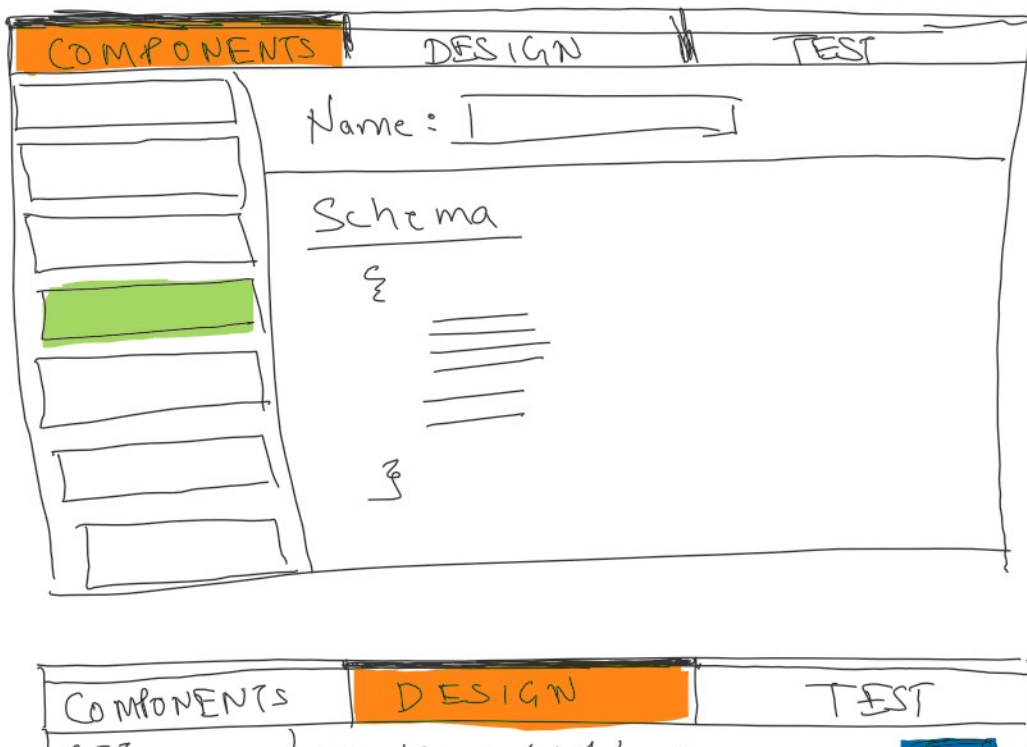 COMPONENTS DESIGN TEST
Name:
Schema
{
}
COMPONENTS DESIGN TEST